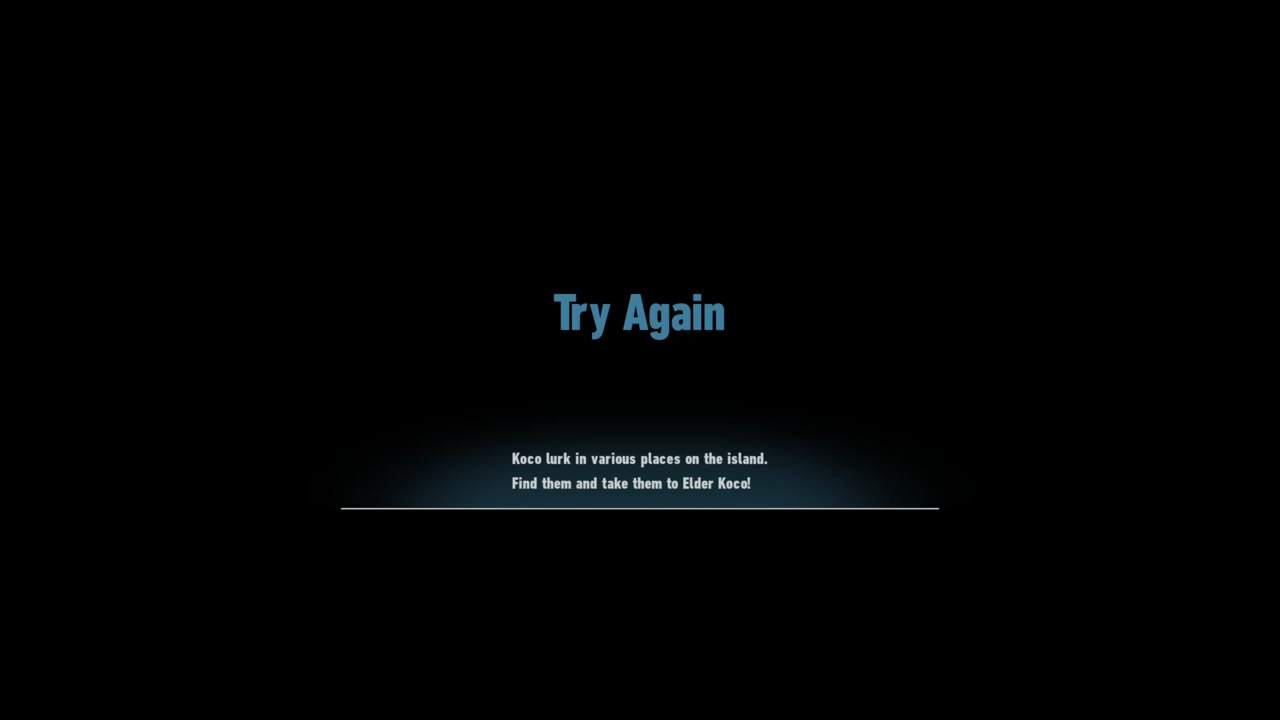 Try Again
Koco lurk in various places on the island.
Find them and take them to Elder Koco!